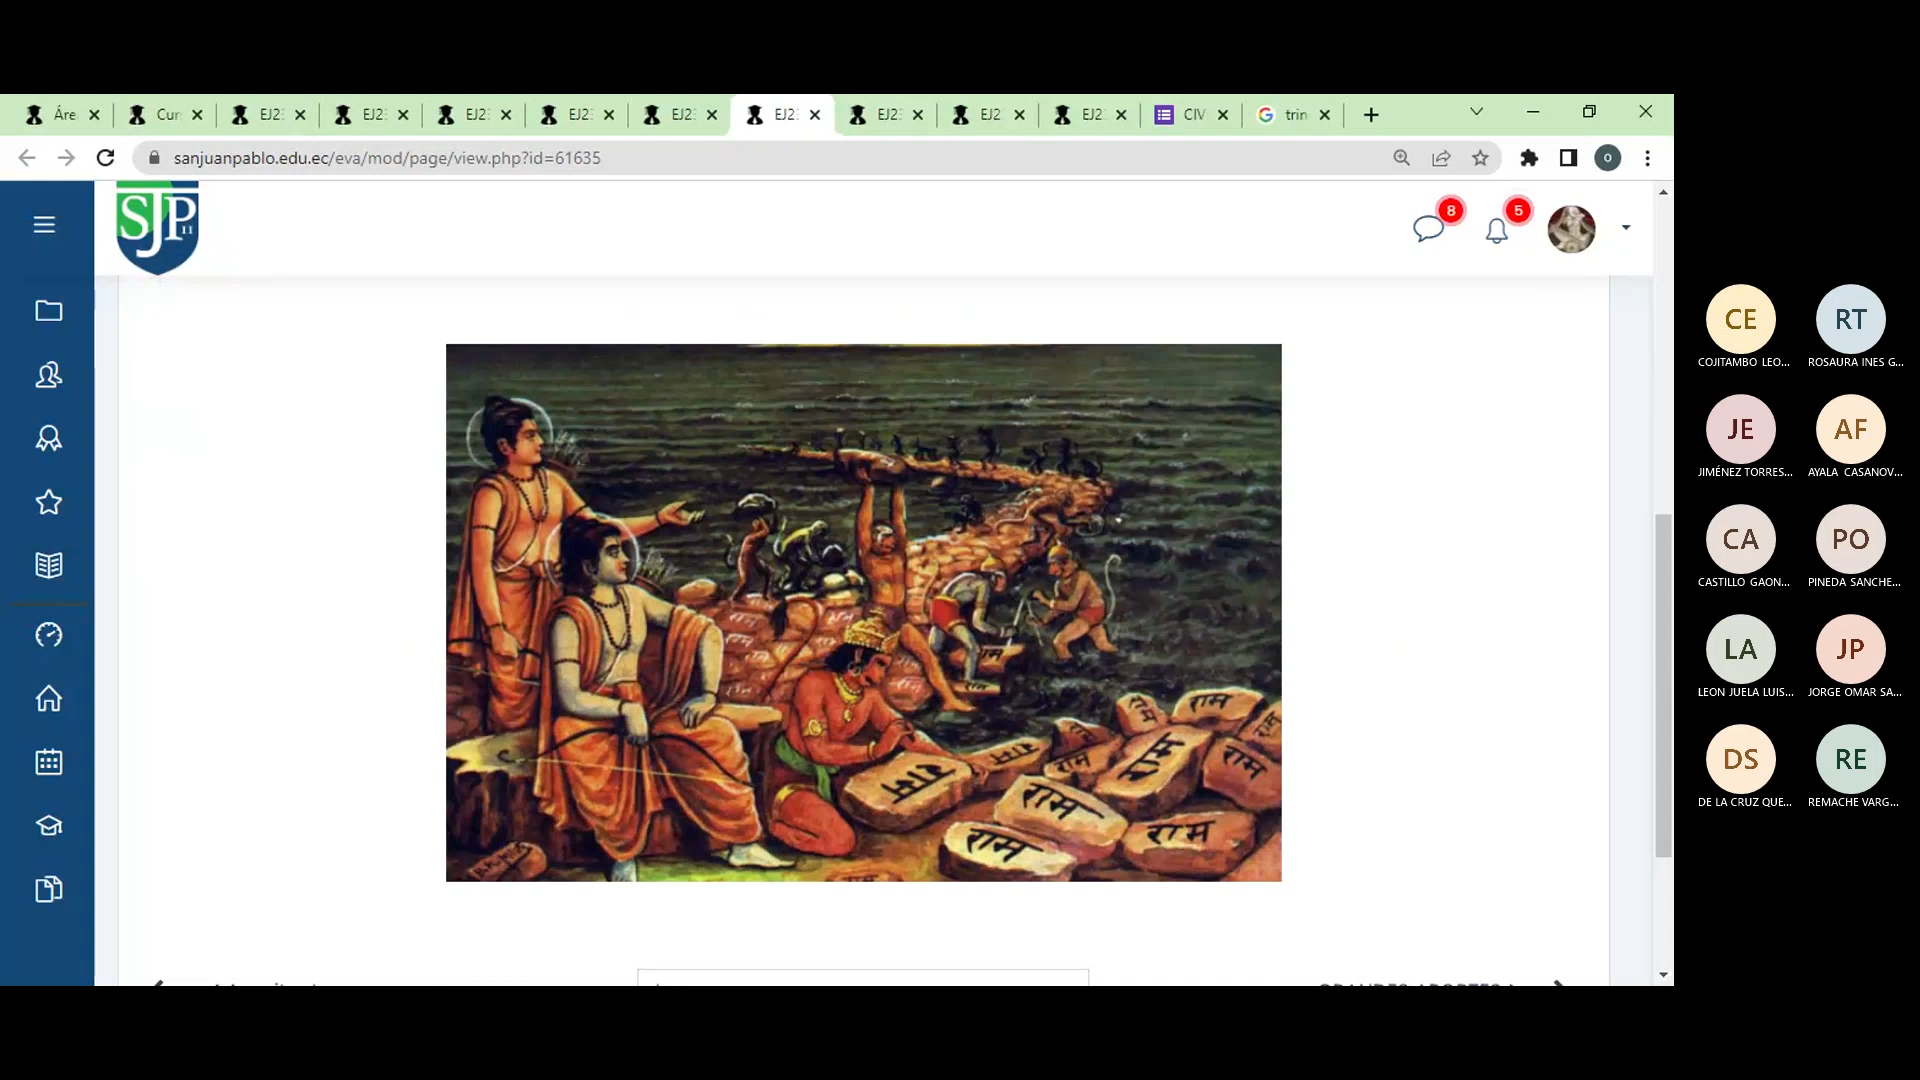 Áre
Cur
EJ2
EJ2
EJ2
EJ2
EJ2
EJ2
EJ2
EJ2
EJ2
CIV
trin
sanjuanpablo.edu.ec/eva/mod/page/view.php?id=61635
O
SJP
II
8
5
CE
RT
COJITAMBO LEO...
ROSAURA INES G...
JE
AF
JIMÉNEZ TORRES...
AYALA CASANOV...
CA
PO
CASTILLO GAON...
PINEDA SANCHE...
LA
JP
LEON JUELA LUIS...
JORGE OMAR SA...
DS
RE
DE LA CRUZ QUE...
REMACHE VARG...
राम
राम
राम
राम
राम
राम
राम
राम
राम
राम